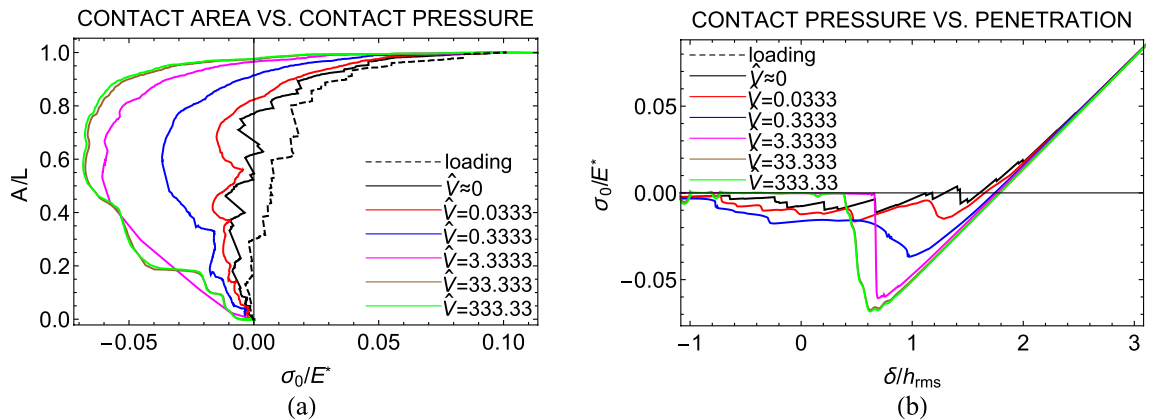 CONTACT AREA VS. CONTACT PRESSURE
1.0
0.8
0.6
0.4
0.2
0.0
A/L
loading
V̂≈0
V̂=0.0333
V̂=0.3333
V̂=3.3333
V̂=33.333
V̂=333.33
-0.05 0.00 0.05 0.10
σ₀/E*
(a)
CONTACT PRESSURE VS. PENETRATION
loading
V̂≈0
V̂=0.0333
V̂=0.3333
V̂=3.3333
V̂=33.333
V̂=333.33
0.05
0.00
-0.05
σ₀/E*
-1 0 1 2 3
δ/hrms
(b)